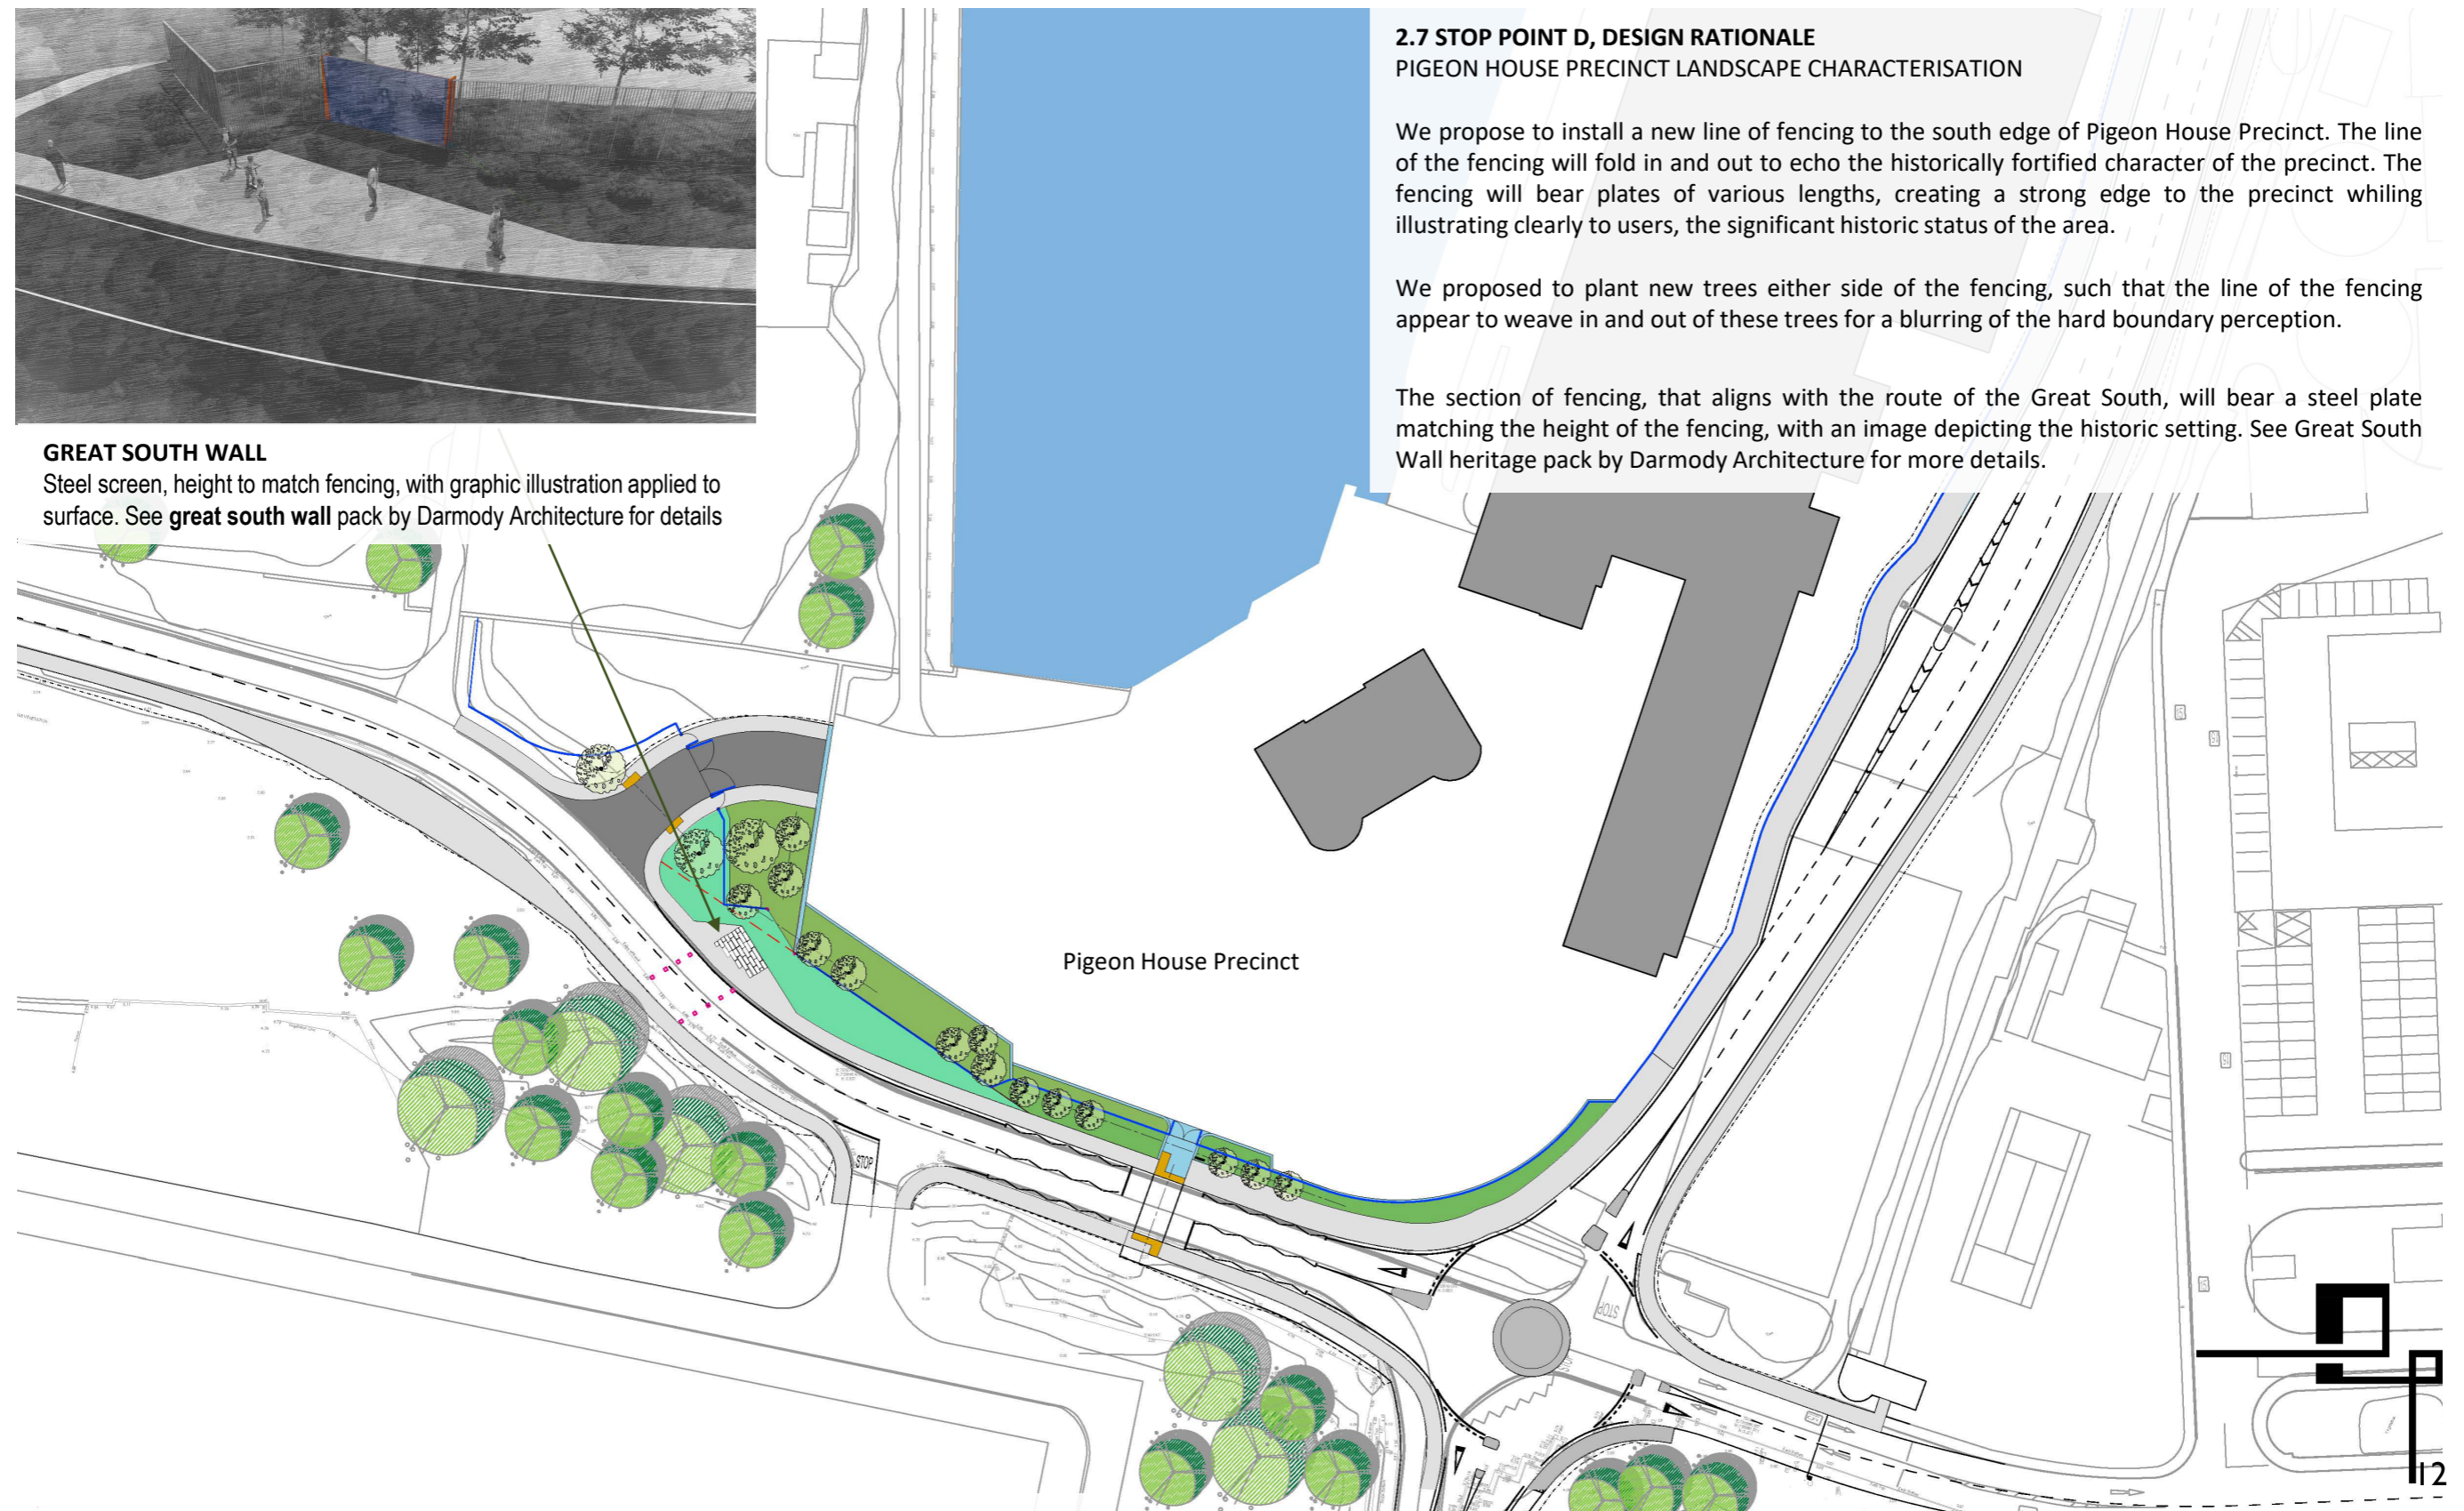 2.7 STOP POINT D, DESIGN RATIONALE
PIGEON HOUSE PRECINCT LANDSCAPE CHARACTERISATION
We propose to install a new line of fencing to the south edge of Pigeon House Precinct. The line
of the fencing will fold in and out to echo the historically fortified character of the precinct. The
fencing will bear plates of various lengths, creating a strong edge to the precinct whiling
illustrating clearly to users, the significant historic status of the area.
We proposed to plant new trees either side of the fencing, such that the line of the fencing
appear to weave in and out of these trees for a blurring of the hard boundary perception.
The section of fencing, that aligns with the route of the Great South, will bear a steel plate
matching the height of the fencing, with an image depicting the historic setting. See Great South
Wall heritage pack by Darmody Architecture for more details.
GREAT SOUTH WALL
Steel screen, height to match fencing, with graphic illustration applied to
surface. See great south wall pack by Darmody Architecture for details
Pigeon House Precinct
STOP
STOP
STOP
12